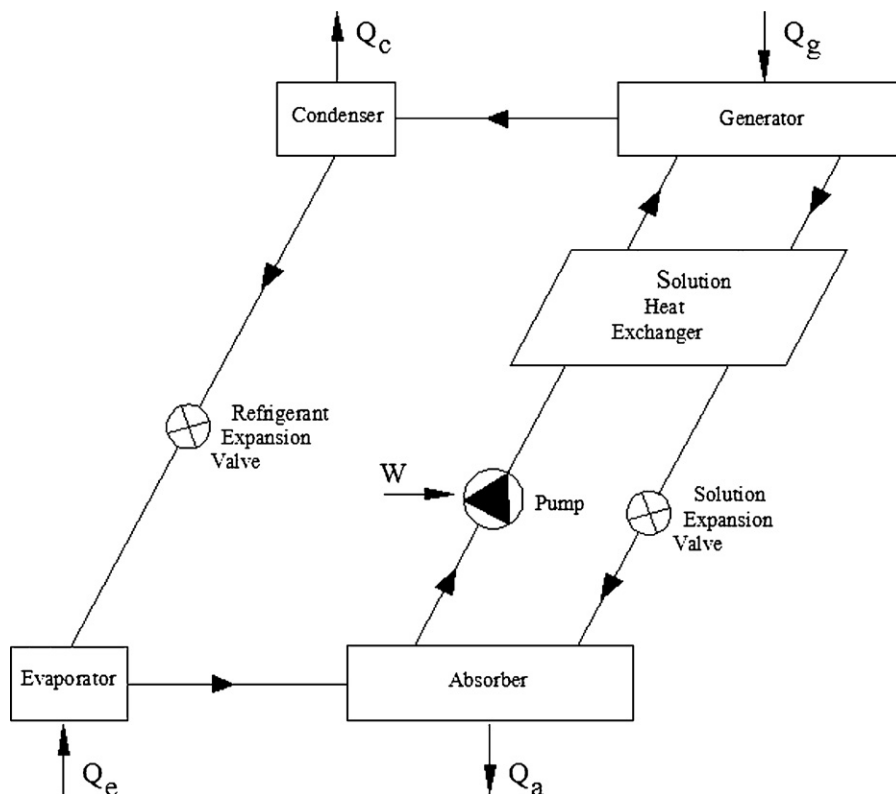 Qc
Qg
Condenser
Generator
Solution
Heat
Exchanger
Refrigerant
Expansion
Valve
W
Pump
Solution
Expansion
Valve
Evaporator
Absorber
Qe
Qa